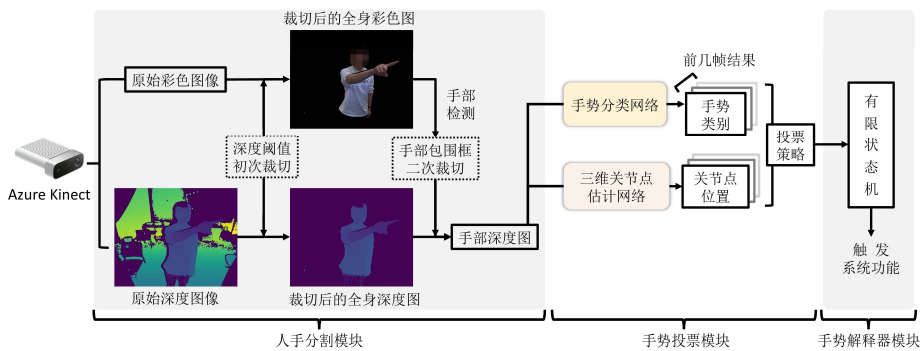 裁切后的全身彩色图
前几帧结果
原始彩色图像
手部
检测
手势分类网络
手势
类别
深度阈值
初次裁切
手部包围框
二次裁切
投票
策略
有
限
状
态
机
Azure Kinect
三维关节点
估计网络
关节点
位置
手部深度图
触 发
系统功能
原始深度图像
裁切后的全身深度图
人手分割模块
手势投票模块
手势解释器模块